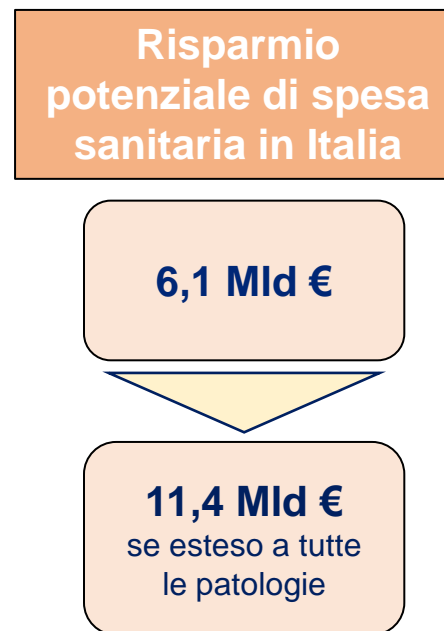 Risparmio
potenziale di spesa
sanitaria in Italia
6,1 Mld €
11,4 Mld €
se esteso a tutte
le patologie